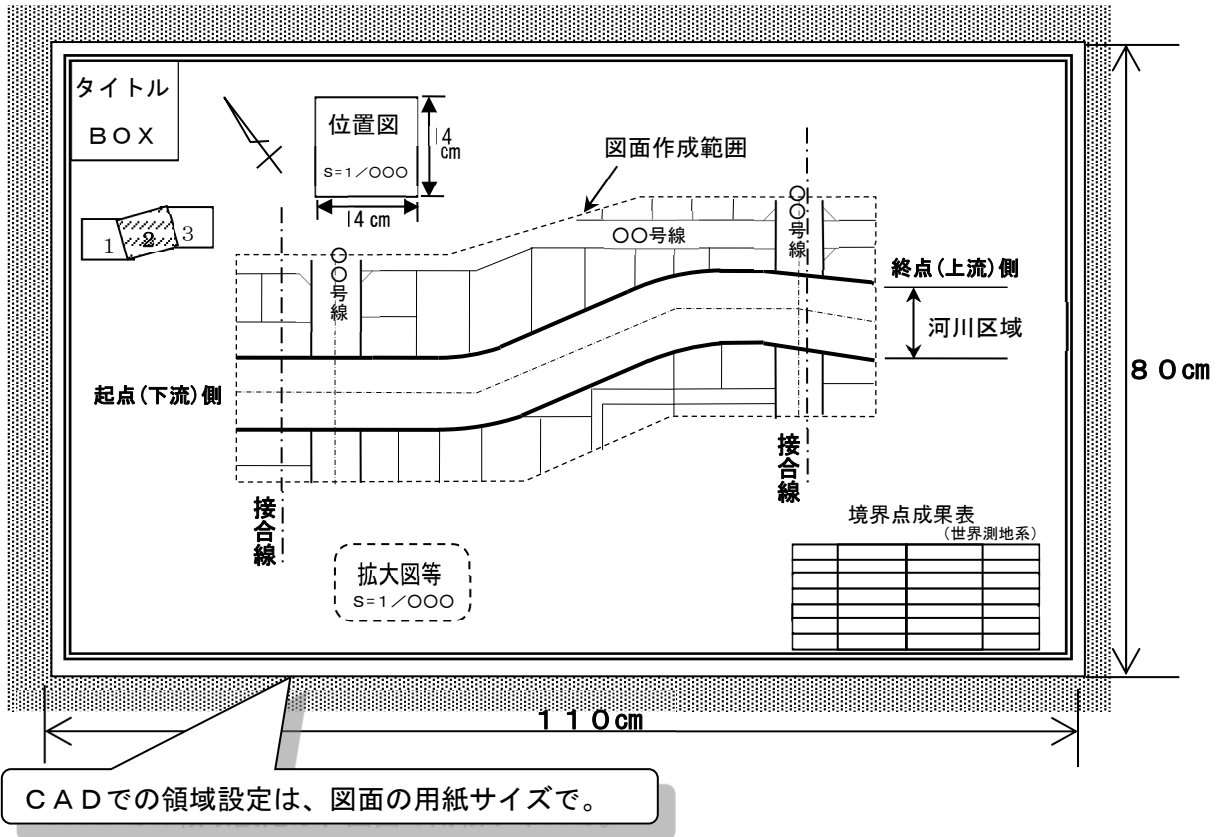 タイトル
ＢＯＸ
位置図
S=1／○○○
14
cm
14 cm
図面作成範囲
1
2
3
○○号線
○○号線
○○号線
終点（上流）側
河川区域
起点（下流）側
８０㎝
接合線
接合線
境界点成果表
（世界測地系）
拡大図等
S=1／○○○
１１０㎝
ＣＡＤでの領域設定は、図面の用紙サイズで。